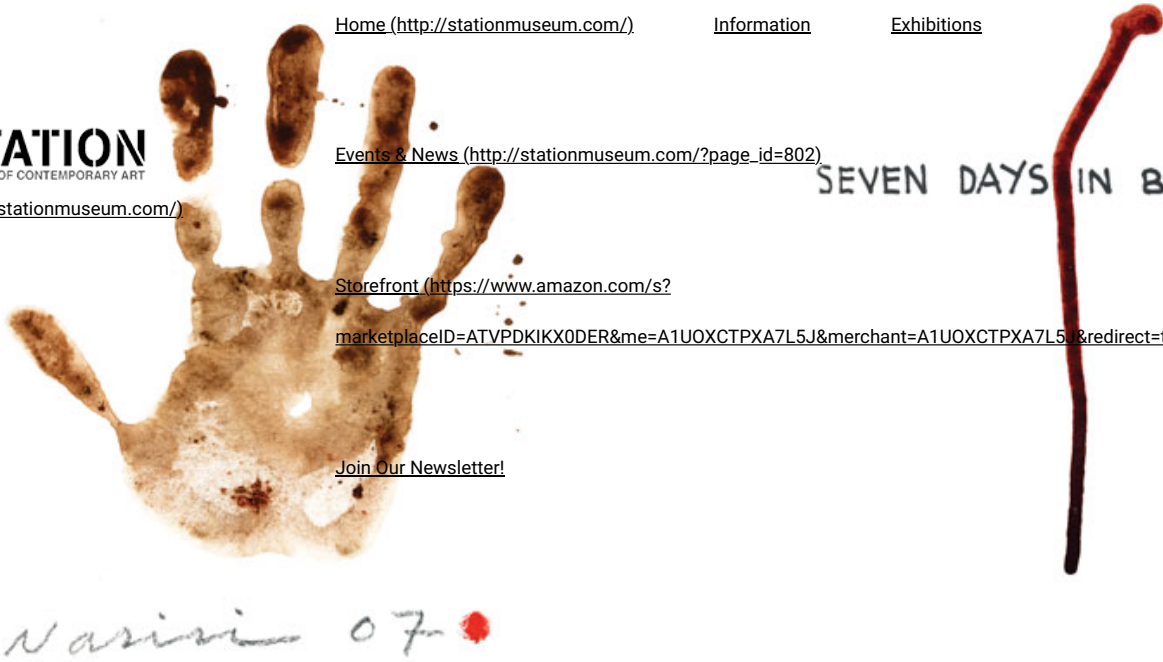 Home (http://stationmuseum.com/) Information Exhibitions
TATION
OF CONTEMPORARY ART
Events & News (http://stationmuseum.com/?page_id=802)
SEVEN DAYS IN B
stationmuseum.com/)
Storefront (https://www.amazon.com/s?
marketplaceID=ATVPDKIKX0DER&me=A1UOXCTPXA7L5J&merchant=A1UOXCTPXA7L5J&redirect=t
Join Our Newsletter!
07